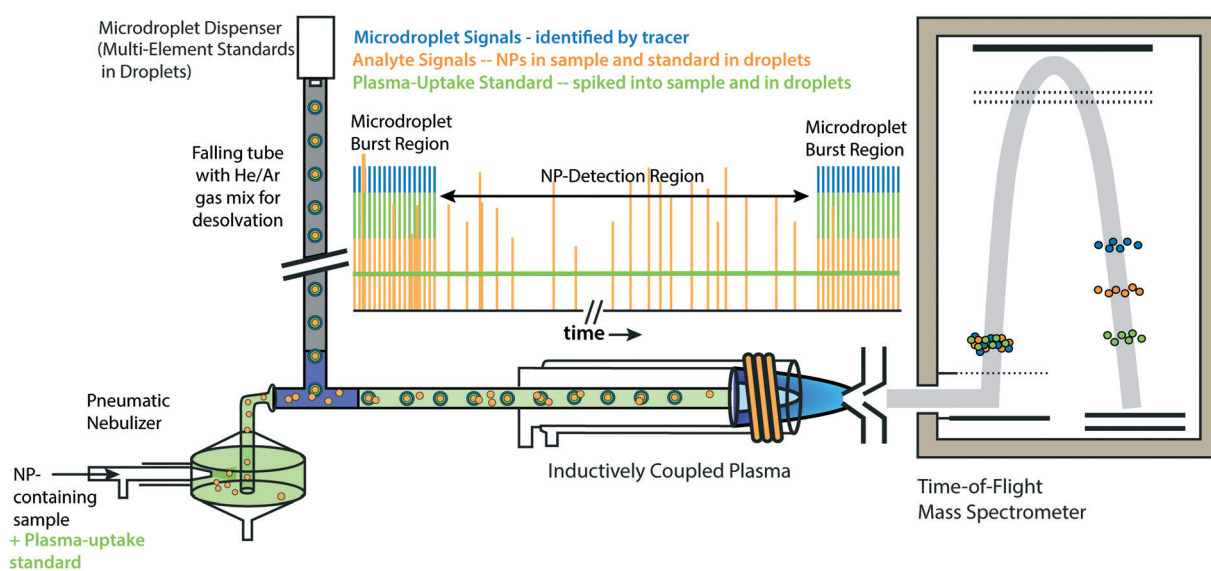 Microdroplet Dispenser
(Multi-Element Standards
in Droplets)
Microdroplet Signals - identified by tracer
Analyte Signals -- NPs in sample and standard in droplets
Plasma-Uptake Standard -- spiked into sample and in droplets
Microdroplet
Burst Region
NP-Detection Region
Microdroplet
Burst Region
Falling tube
with He/Ar
gas mix for
desolvation
time
Pneumatic
Nebulizer
NP-
containing
sample
+ Plasma-uptake
standard
Inductively Coupled Plasma
Time-of-Flight
Mass Spectrometer